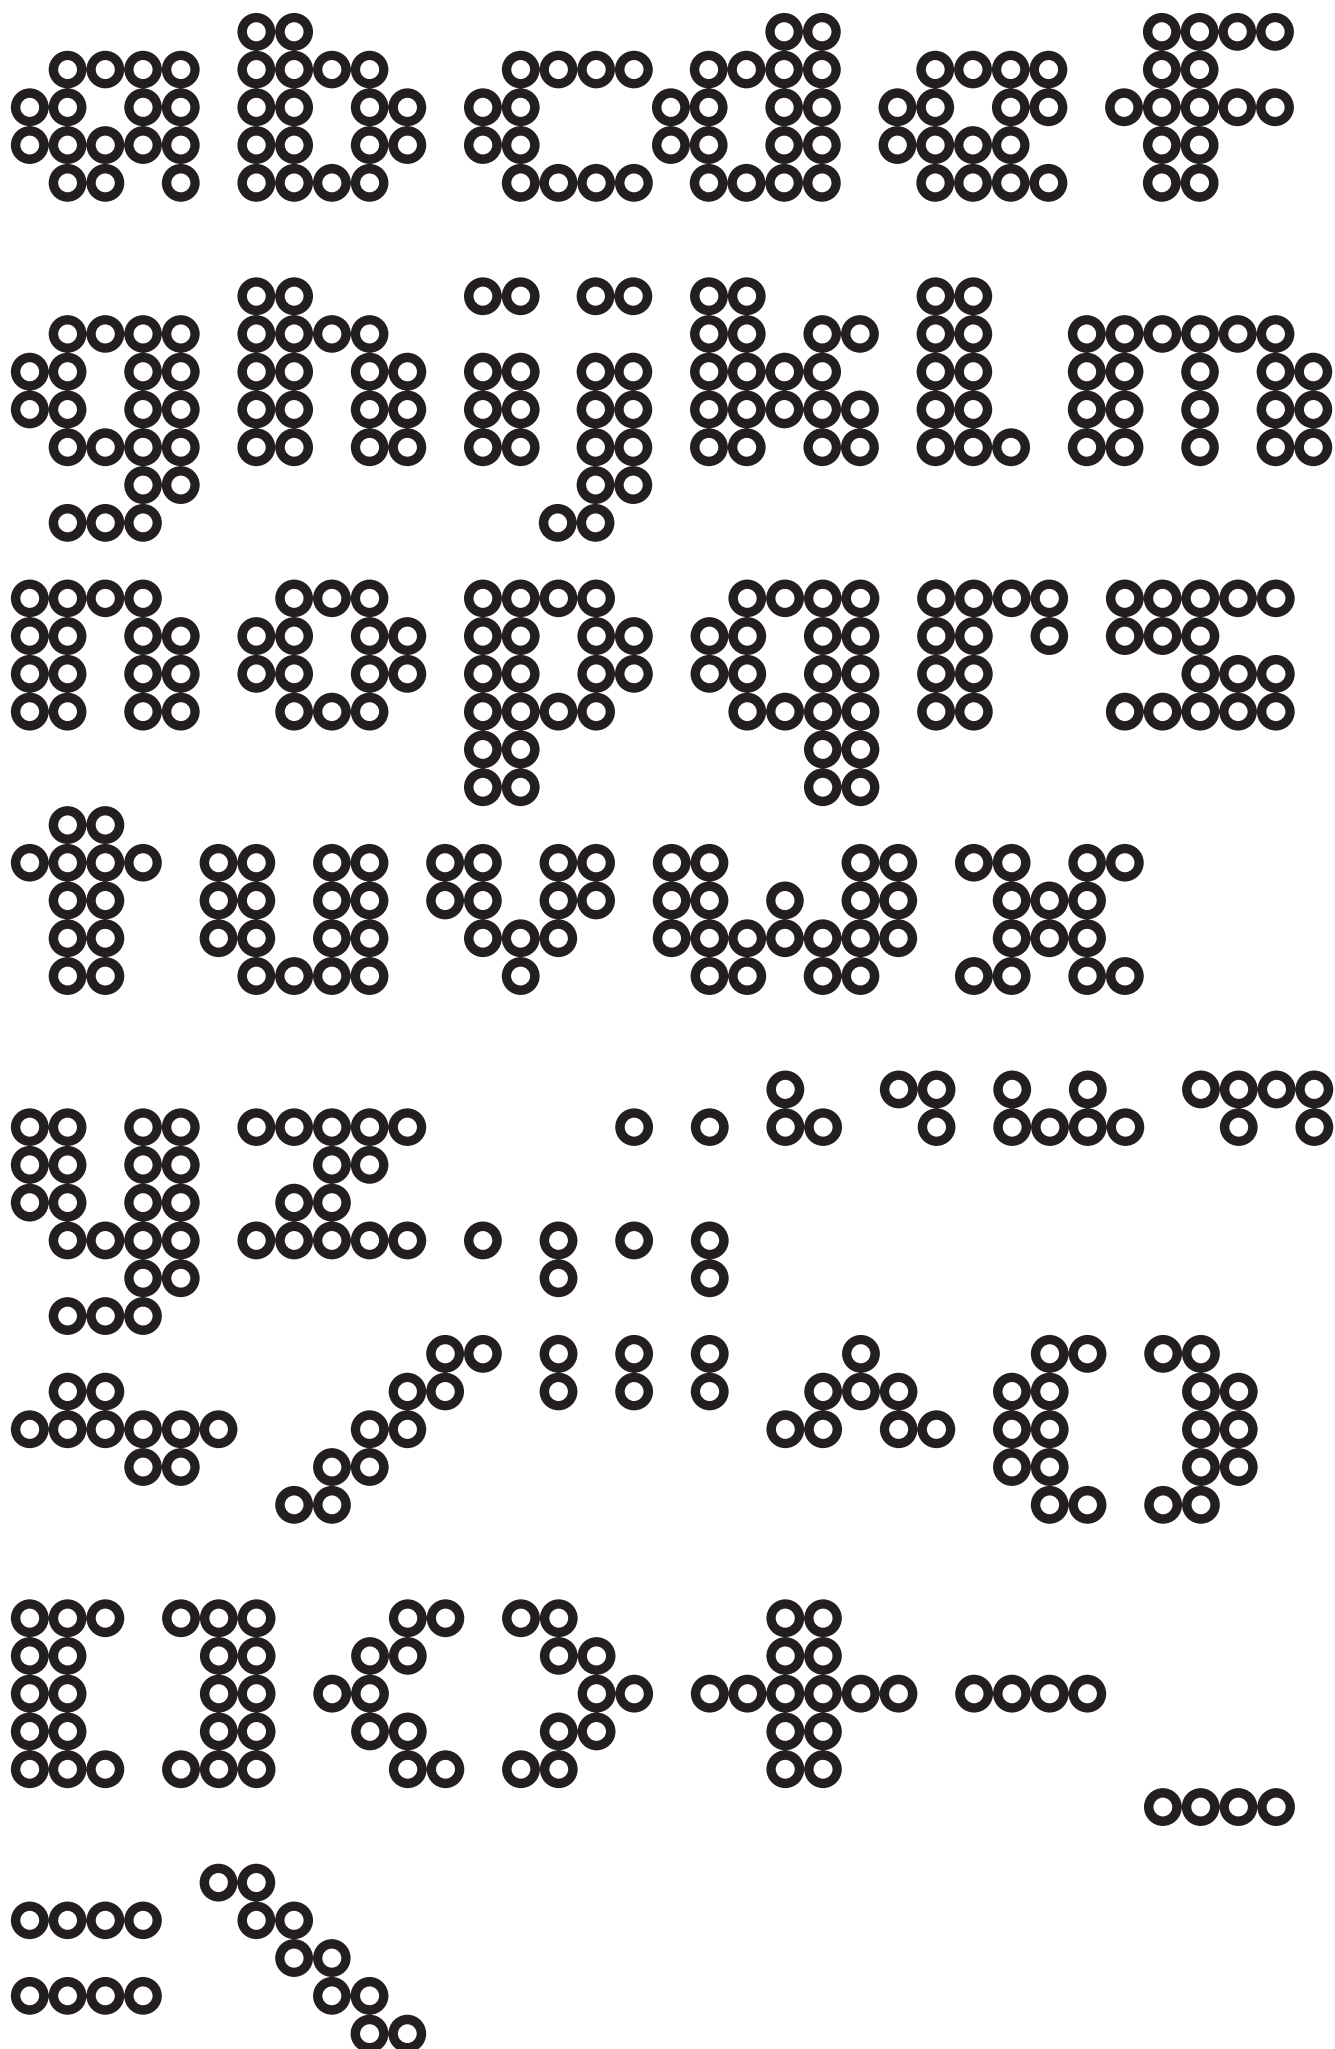 abcdef
ghijklm
nopqrs
tuvwx
yz.,:;‘’“”
~/'"^()
[]<>+-_
=\